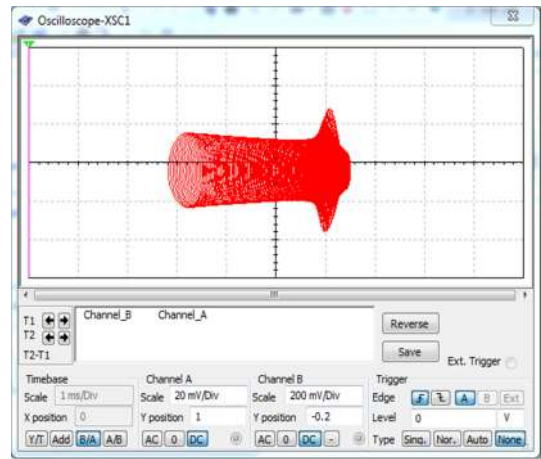 Oscilloscope-XSC1
T1
T2
T2-T1
Channel_B Channel_A
Reverse
Save
Ext. Trigger
Timebase
Scale 1 ms/Div
X position 0
Y/T Add B/A A/B
Channel A
Scale 20 mV/Div
Y position 1
AC 0 DC
Channel B
Scale 200 mV/Div
Y position -0.2
AC 0 DC -
Trigger
Edge A B Ext
Level 0 V
Type Sing. Nor. Auto None